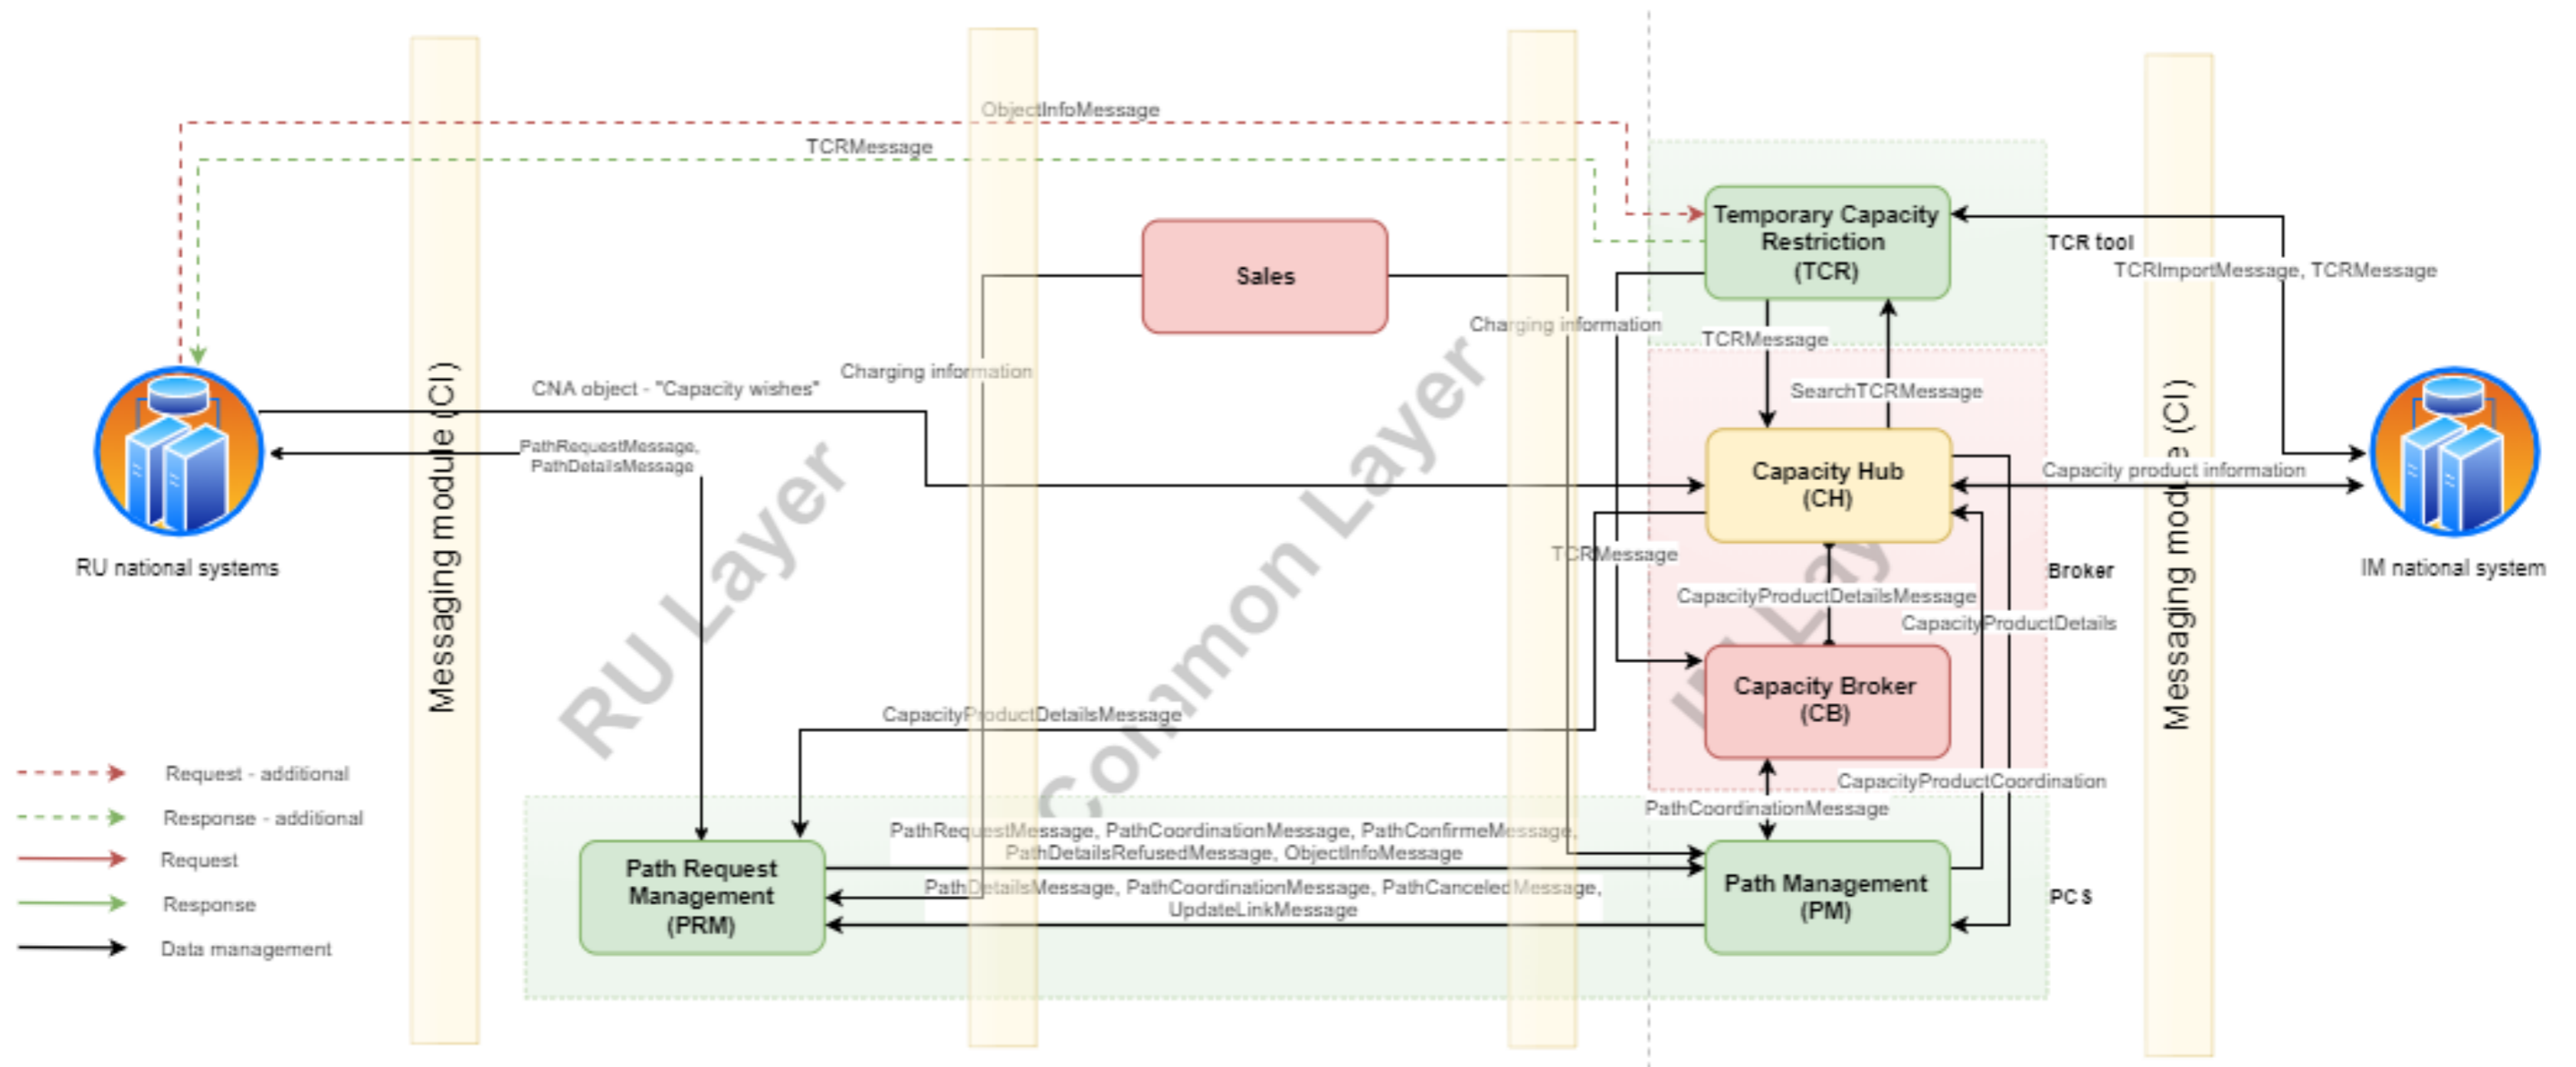 ObjectInfoMessage
TCRMessage
Temporary Capacity
Restriction
(TCR)
TCR tool
TCRImportMessage, TCRMessage
Sales
Charging information
Charging information
TCRMessage
SearchTCRMessage
CNA object - "Capacity wishes"
PathRequestMessage,
PathDetailsMessage
Messaging module (CI)
RU Layer
Conamon Layer
Capacity Hub
(CH)
Capacity product information
Messaging module (CI)
RU national systems
IM national system
TCRMessage
Broker
CapacityProductDetailsMessage
CapacityProductDetails
Capacity Broker
(CB)
CapacityProductDetailsMessage
CapacityProductCoordination
PathCoordinationMessage
Request - additional
Response - additional
Request
Response
Data management
PathRequestMessage, PathCoordinationMessage, PathConfirmeMessage,
PathDetailsRefusedMessage, ObjectInfoMessage
PathDetailsMessage, PathCoordinationMessage, PathCanceledMessage,
UpdateLinkMessage
Path Request
Management
(PRM)
Path Management
(PM)
PCS